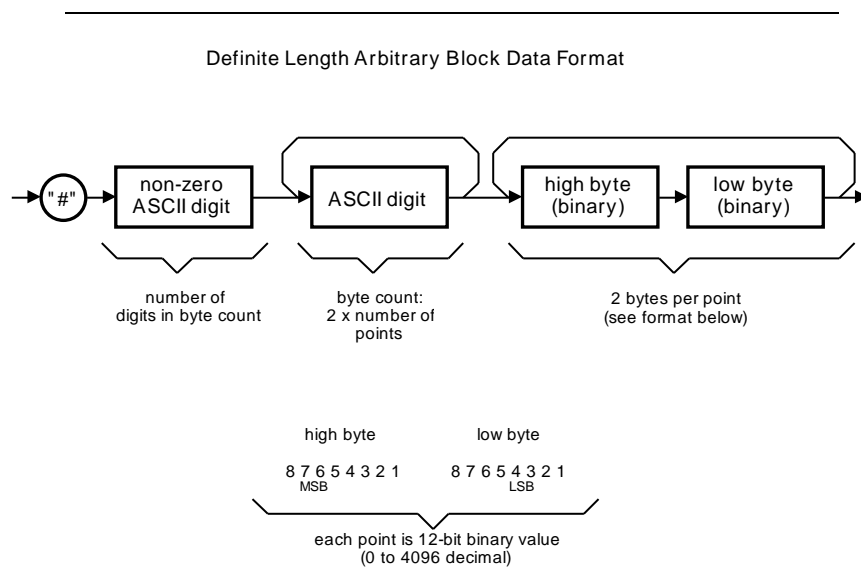 Definite Length Arbitrary Block Data Format
"#"
non-zero
ASCII digit
ASCII digit
high byte
(binary)
low byte
(binary)
number of
digits in byte count
byte count:
2 x number of
points
2 bytes per point
(see format below)
high byte
low byte
8 7 6 5 4 3 2 1
8 7 6 5 4 3 2 1
MSB
LSB
each point is 12-bit binary value
(0 to 4096 decimal)